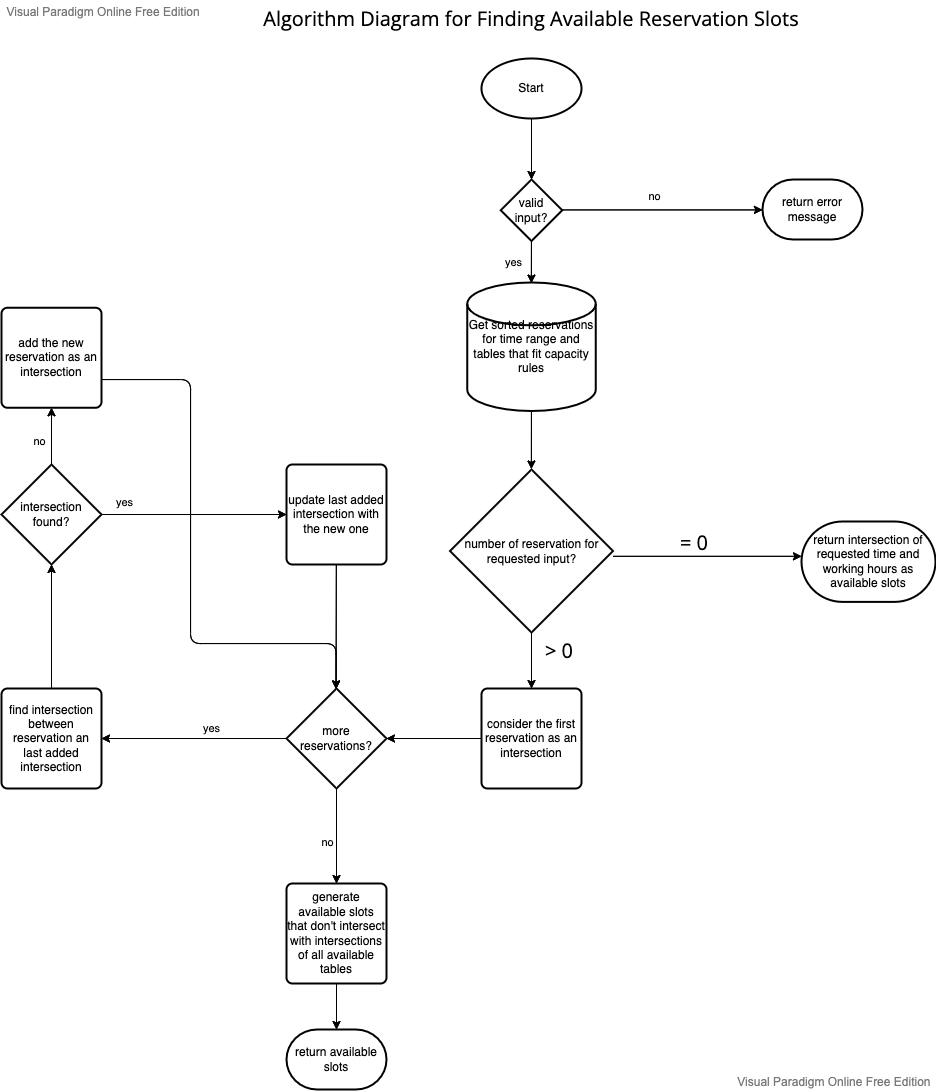 Visual Paradigm Online Free Edition
Algorithm Diagram for Finding Available Reservation Slots
Start
valid
input?
no
return error
message
yes
Get sorted reservations
for time range and
tables that fit capacity
rules
add the new
reservation as an
intersection
no
intersection
found?
yes
update last added
intersection with
the new one
number of reservation for
requested input?
= 0
return intersection of
requested time and
working hours as
available slots
> 0
find intersection
between
reservation an
last added
intersection
yes
more
reservations?
consider the first
reservation as an
intersection
no
generate
available slots
that don't intersect
with intersections
of all available
tables
return available
slots
Visual Paradigm Online Free Edition